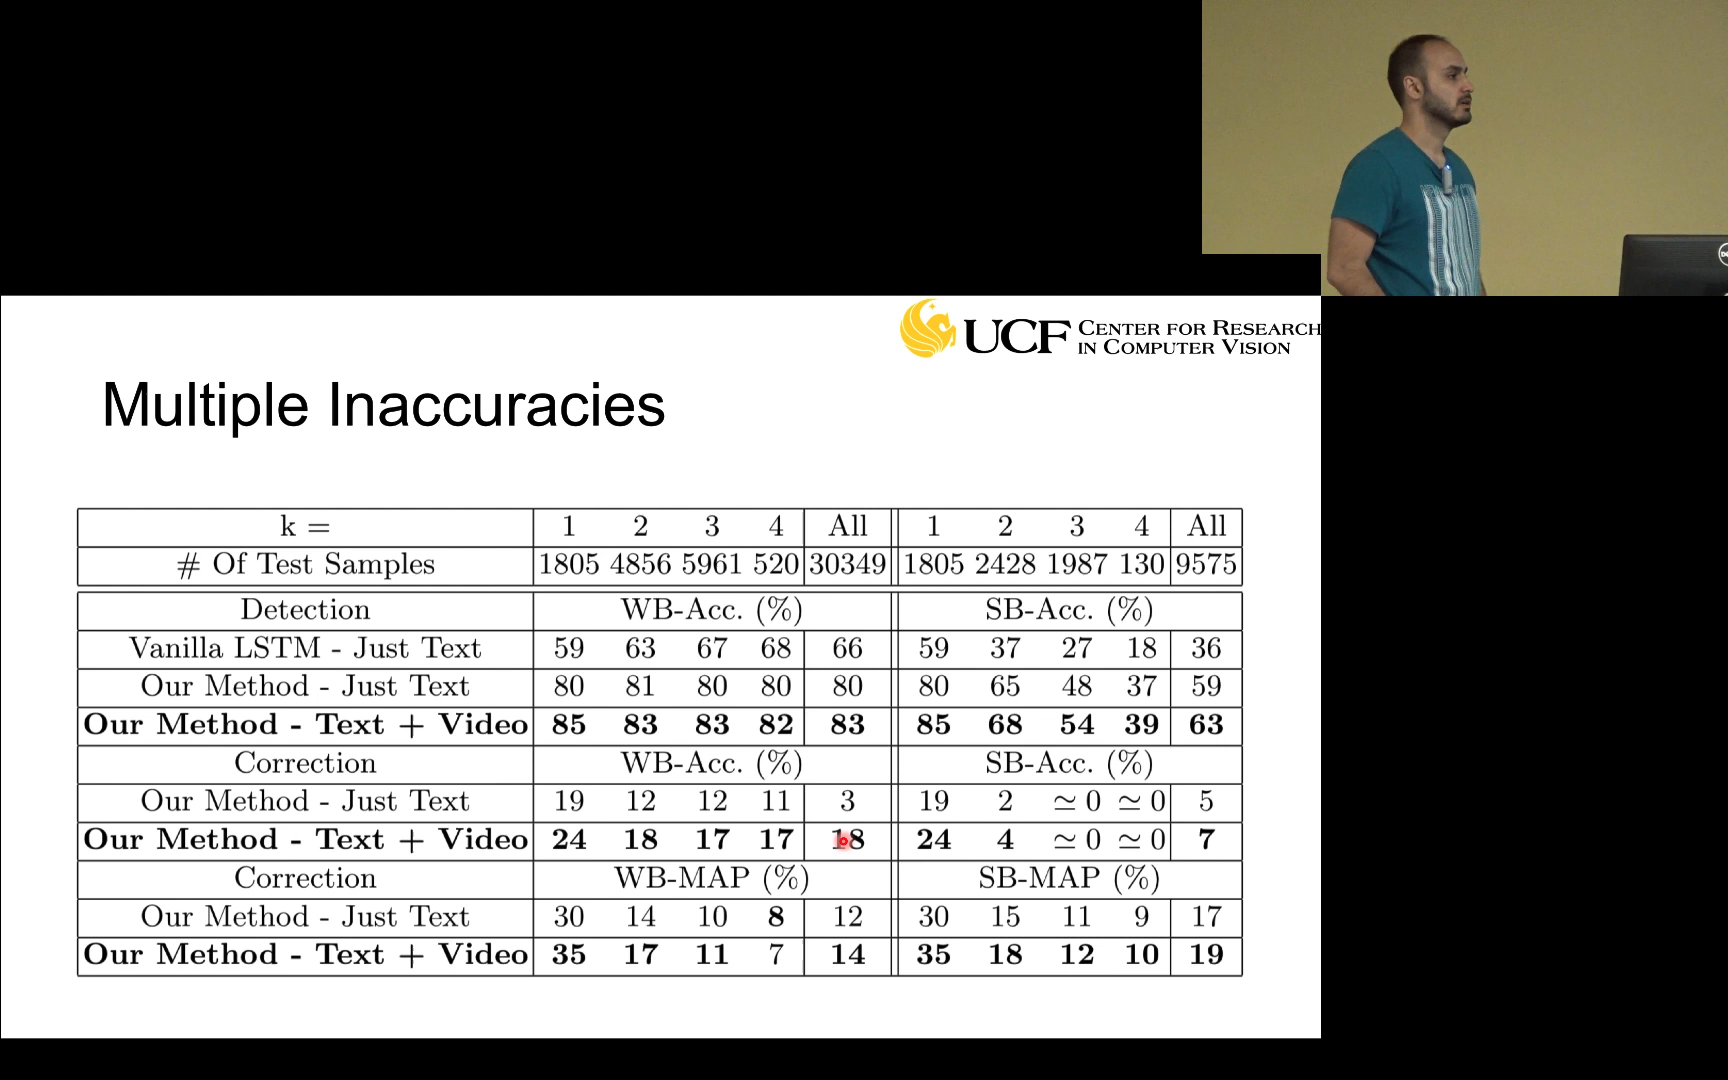 UCF CENTER FOR RESEARCH
IN COMPUTER VISION
Multiple Inaccuracies
k = 1 2 3 4 All 1 2 3 4 All
# Of Test Samples 1805 4856 5961 520 30349 1805 2428 1987 130 9575
Detection WB-Acc. (%) SB-Acc. (%)
Vanilla LSTM - Just Text 59 63 67 68 66 59 37 27 18 36
Our Method - Just Text 80 81 80 80 80 80 65 48 37 59
Our Method - Text + Video 85 83 83 82 83 85 68 54 39 63
Correction WB-Acc. (%) SB-Acc. (%)
Our Method - Just Text 19 12 12 11 3 19 2 ≃ 0 ≃ 0 5
Our Method - Text + Video 24 18 17 17 18 24 4 ≃ 0 ≃ 0 7
Correction WB-MAP (%) SB-MAP (%)
Our Method - Just Text 30 14 10 8 12 30 15 11 9 17
Our Method - Text + Video 35 17 11 7 14 35 18 12 10 19